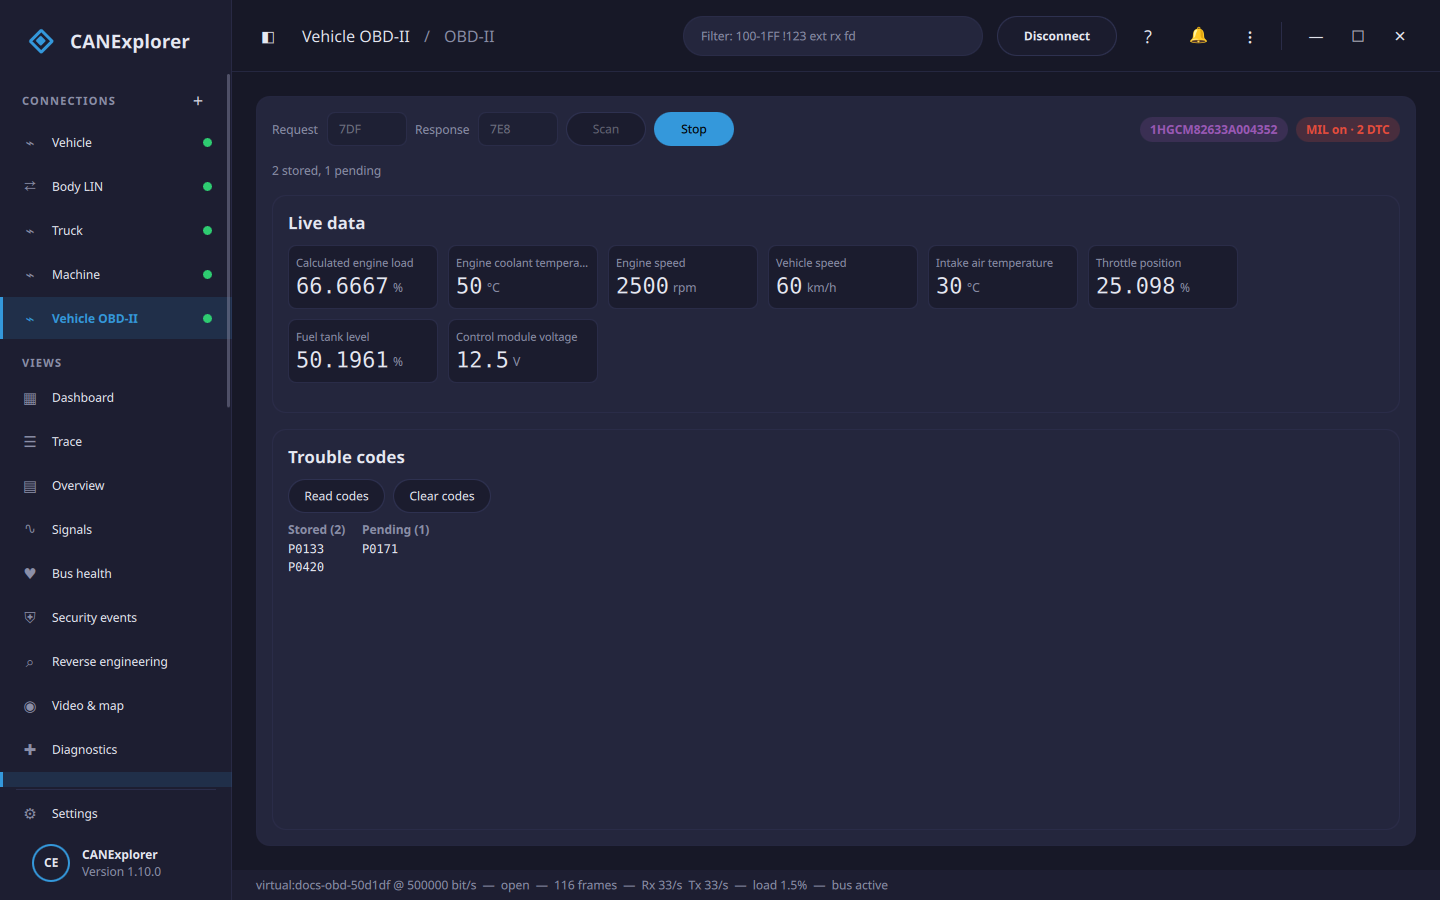 CANExplorer
CONNECTIONS +
Vehicle
Body LIN
Truck
Machine
Vehicle OBD-II
VIEWS
Dashboard
Trace
Overview
Signals
Bus health
Security events
Reverse engineering
Video & map
Diagnostics
Settings
CE
CANExplorer
Version 1.10.0
Vehicle OBD-II / OBD-II
Filter: 100-1FF !123 ext rx fd
Disconnect
?
Request 7DF Response 7E8 Scan Stop
1HGCM82633A004352 MIL on · 2 DTC
2 stored, 1 pending
Live data
Calculated engine load
66.6667 %
Engine coolant tempera...
50 °C
Engine speed
2500 rpm
Vehicle speed
60 km/h
Intake air temperature
30 °C
Throttle position
25.098 %
Fuel tank level
50.1961 %
Control module voltage
12.5 V
Trouble codes
Read codes Clear codes
Stored (2) Pending (1)
P0133 P0171
P0420
virtual:docs-obd-50d1df @ 500000 bit/s — open — 116 frames — Rx 33/s Tx 33/s — load 1.5% — bus active